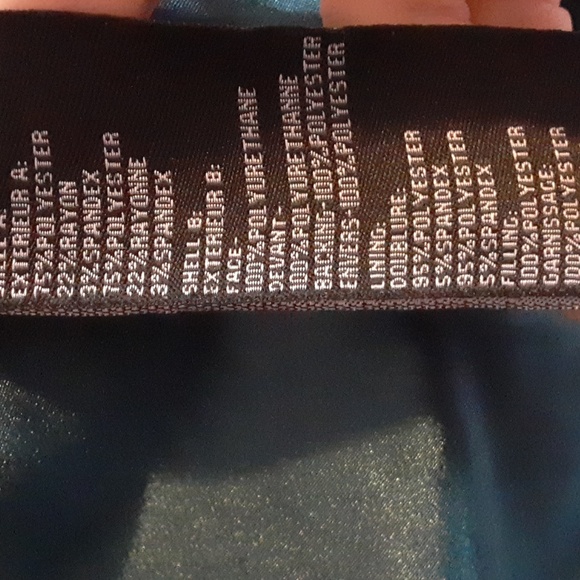 A:
EXTERIEUR A:
75%POLYESTER
22%RAYON
3%SPANDEX
75%POLYESTER
22%RAYONNE
3%SPANDEX
SHELL B:
EXTERIEUR B:
FACE-
100%POLYURETHANE
DEVANT-
100%POLYURETHANNE
BACKING-100%POLYESTER
ENVERS-100%POLYESTER
LINING:
DOUBLURE:
95%POLYESTER
5%SPANDEX
95%POLYESTER
5%SPANDEX
FILLING:
100%POLYESTER
GARNISSAGE:
100%POLYESTER